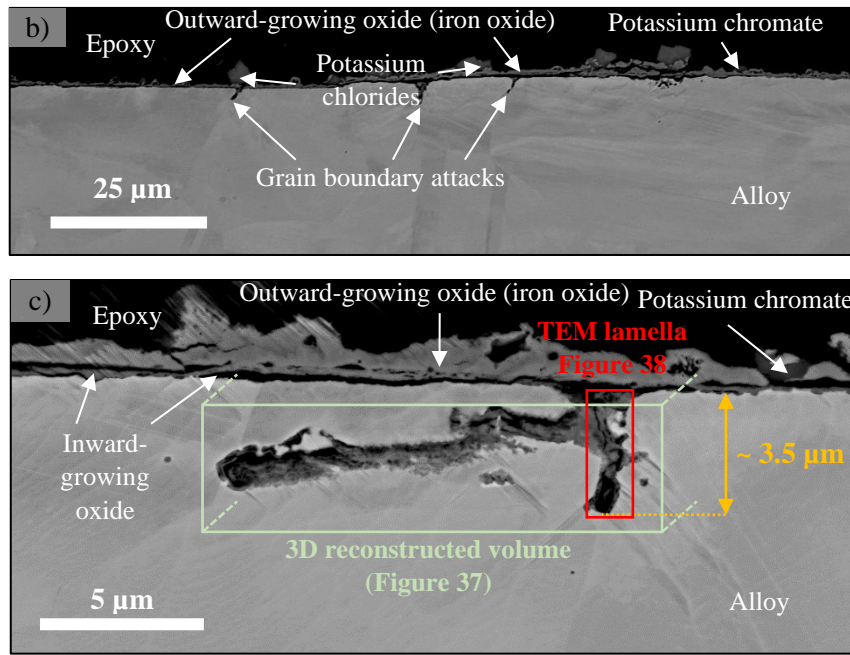 b)
Outward-growing oxide (iron oxide)
Epoxy
Potassium chromate
Potassium
chlorides
Grain boundary attacks
25 µm
Alloy
c)
Outward-growing oxide (iron oxide)
Epoxy
Potassium chromate
TEM lamella
Figure 38
Inward-
growing
oxide
~ 3.5 µm
3D reconstructed volume
(Figure 37)
5 µm
Alloy